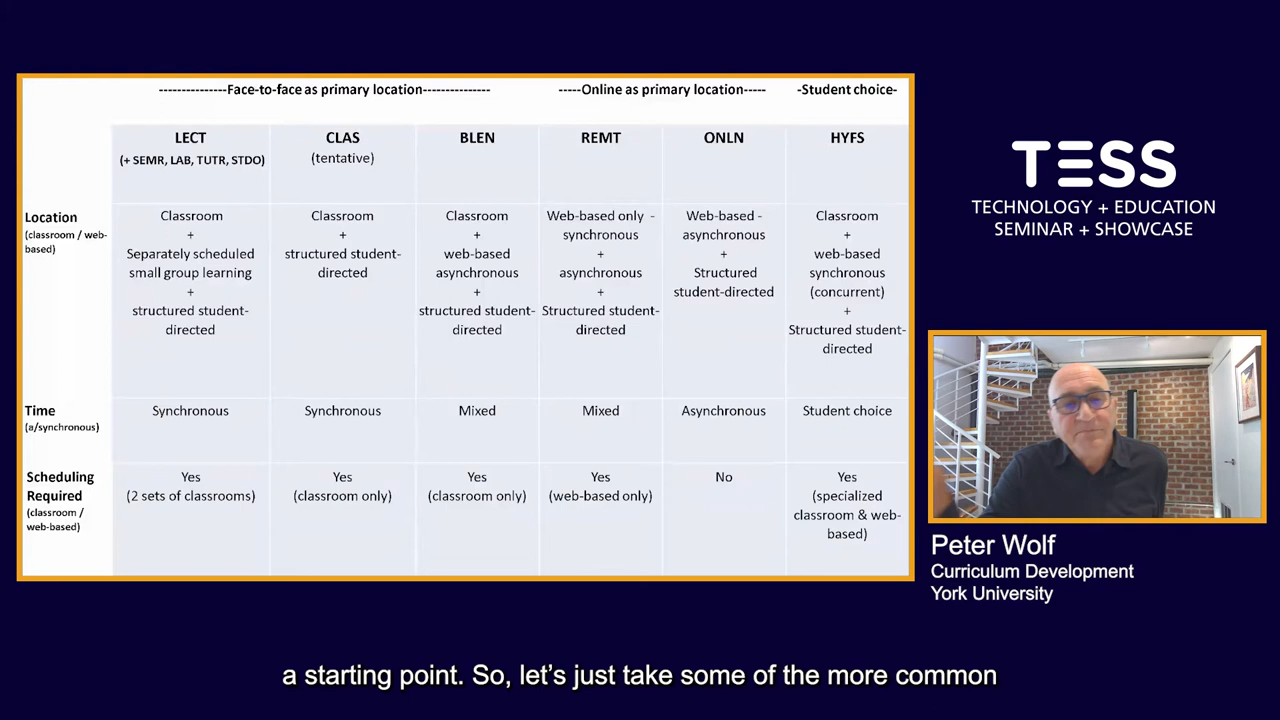 ---------------Face-to-face as primary location--------------- -----Online as primary location----- -Student choice-
LECT CLAS BLEN REMT ONLN HYFS
(+ SEMR, LAB, TUTR, STDO) (tentative)
Location
(classroom / web-
based)
Classroom
+
Separately scheduled
small group learning
+
structured student-
directed
Classroom
+
structured student-
directed
Classroom
+
web-based
asynchronous
+
structured student-
directed
Web-based only -
synchronous
+
asynchronous
+
Structured student-
directed
Web-based -
asynchronous
+
Structured
student-directed
Classroom
+
web-based
synchronous
(concurrent)
+
Structured student-
directed
Time
(a/synchronous)
Synchronous
Synchronous
Mixed
Mixed
Asynchronous
Student choice
Scheduling
Required
(classroom /
web-based)
Yes
(2 sets of classrooms)
Yes
(classroom only)
Yes
(classroom only)
Yes
(web-based only)
No
Yes
(specialized
classroom & web-
based)
TESS
TECHNOLOGY + EDUCATION
SEMINAR + SHOWCASE
Peter Wolf
Curriculum Development
York University
a starting point. So, let’s just take some of the more common